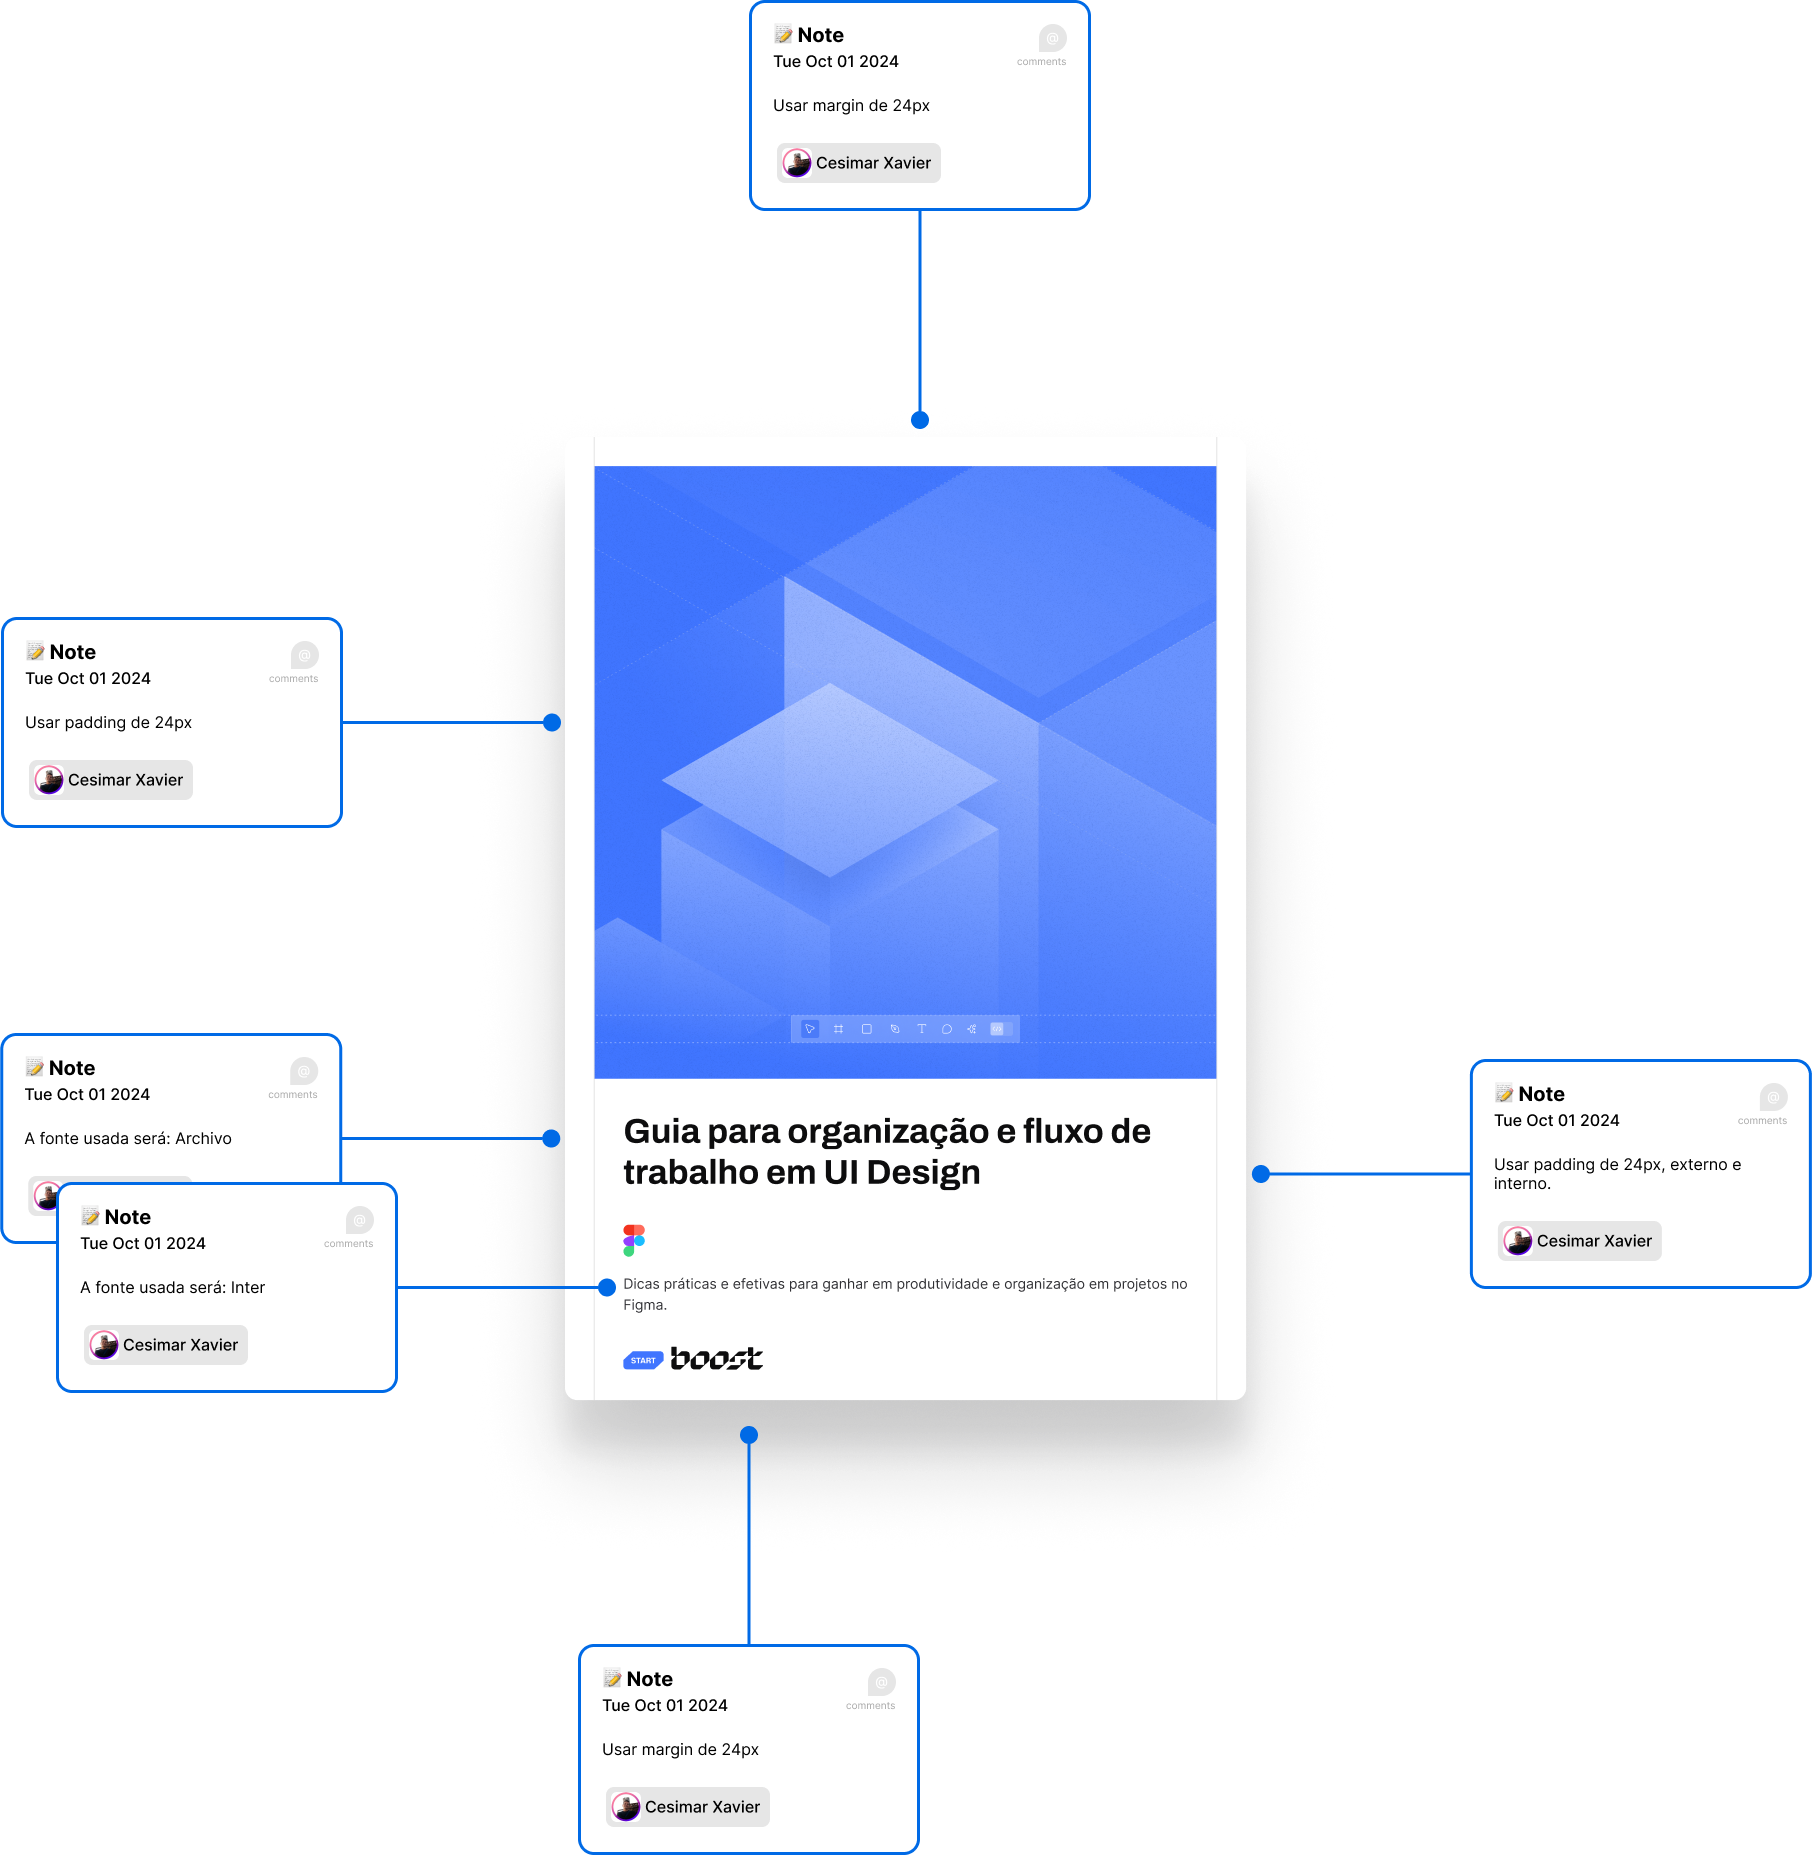 Note
@
Tue Oct 01 2024
comments
Usar margin de 24px
Cesimar Xavier
Note
@
Tue Oct 01 2024
comments
Usar padding de 24px
Cesimar Xavier
Note
@
Tue Oct 01 2024
comments
A fonte usada será: Archivo
Note
@
Tue Oct 01 2024
comments
A fonte usada será: Inter
Cesimar Xavier
Guia para organização e fluxo de
trabalho em UI Design
Dicas práticas e efetivas para ganhar em produtividade e organização em projetos no
Figma.
START boost
Note
@
Tue Oct 01 2024
comments
Usar padding de 24px, externo e
interno.
Cesimar Xavier
Note
@
Tue Oct 01 2024
comments
Usar margin de 24px
Cesimar Xavier